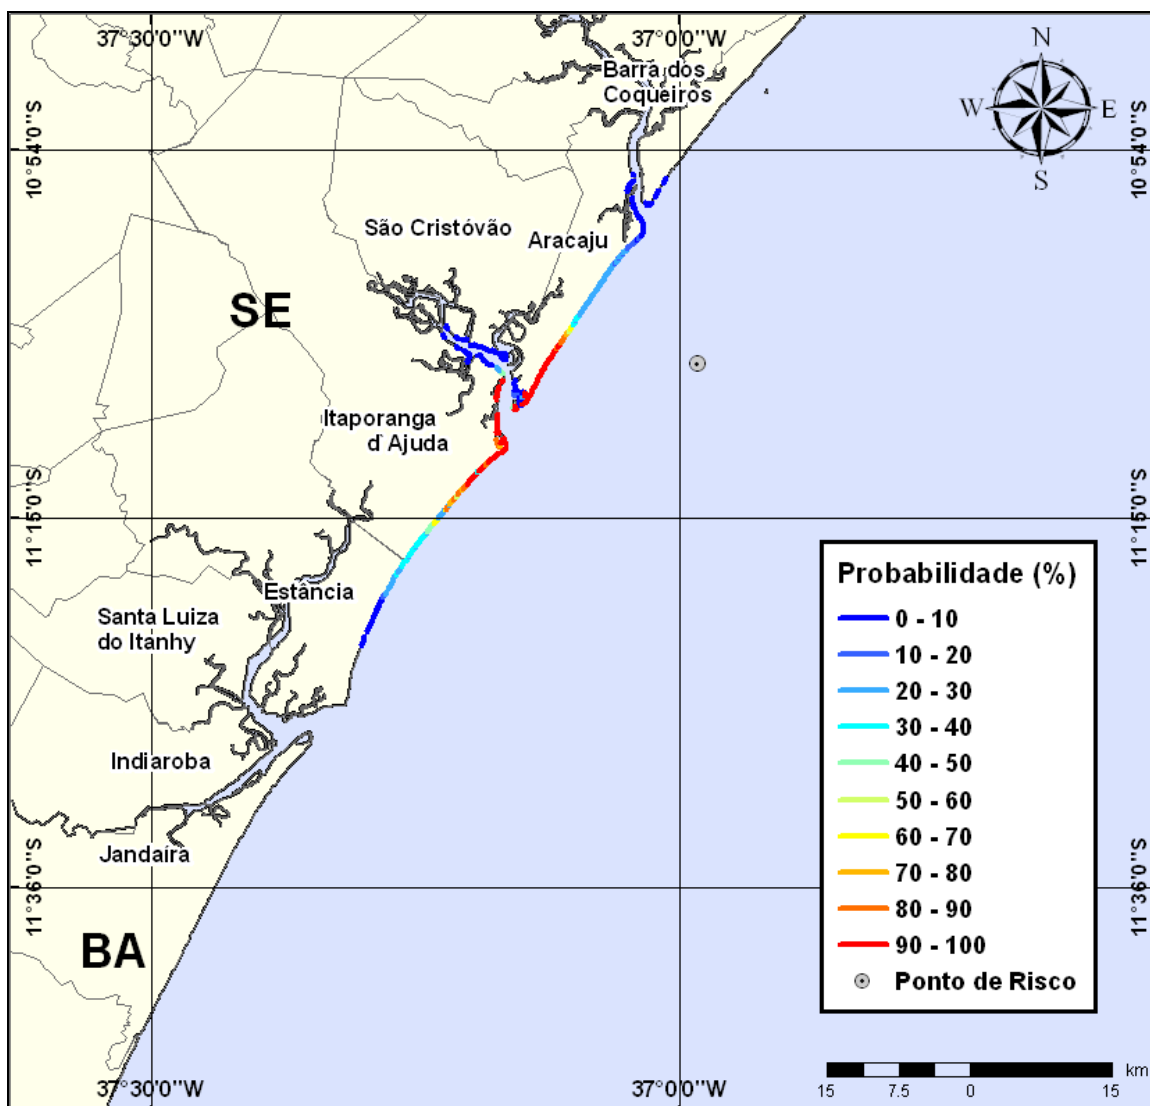 37°30'0"W
37°0'0"W
N
W
E
S
Barra dos
Coqueiros
10°54'0"S
10°54'0"S
São Cristóvão
Aracaju
SE
Itaporanga
d`Ajuda
11°15'0"S
11°15'0"S
Estância
Santa Luiza
do Itanhy
Indiaroba
Jandaíra
BA
11°36'0"S
11°36'0"S
Probabilidade (%)
0 - 10
10 - 20
20 - 30
30 - 40
40 - 50
50 - 60
60 - 70
70 - 80
80 - 90
90 - 100
Ponto de Risco
km
15 7.5 0 15
37°30'0"W
37°0'0"W